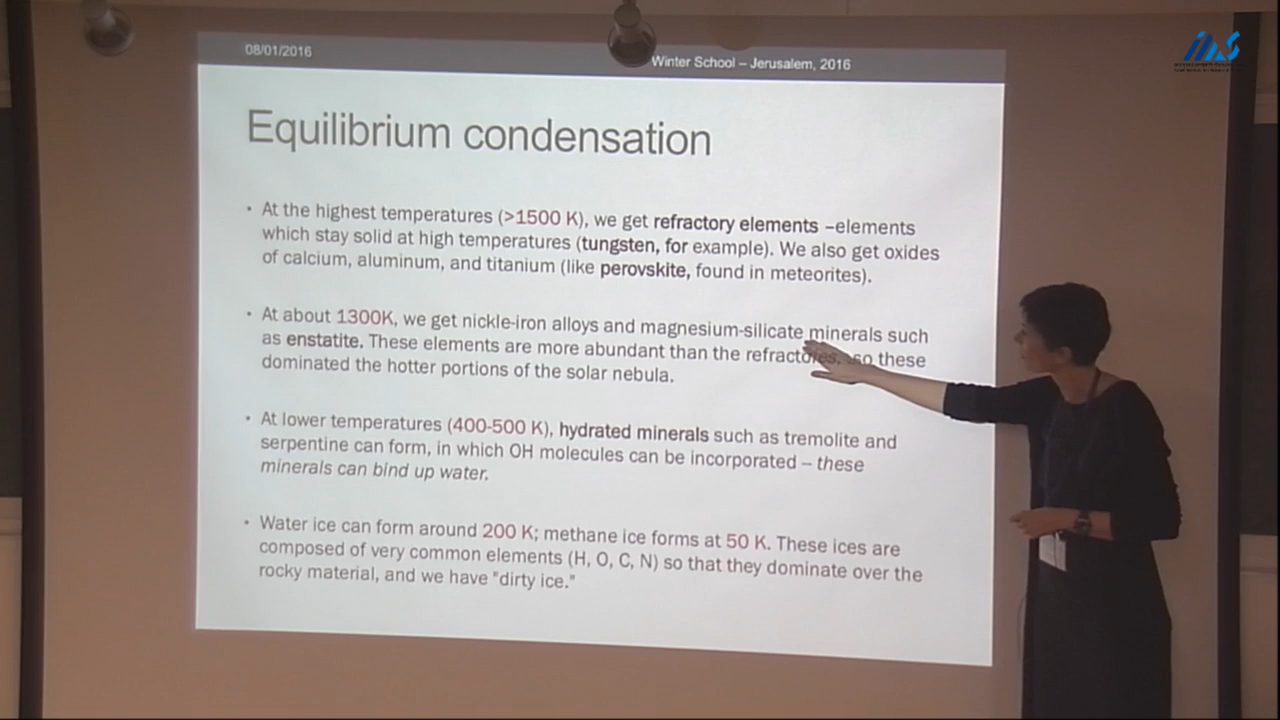 08/01/2016
Winter School – Jerusalem, 2016
Equilibrium condensation
• At the highest temperatures (>1500 K), we get refractory elements –elements
which stay solid at high temperatures (tungsten, for example). We also get oxides
of calcium, aluminum, and titanium (like perovskite, found in meteorites).
• At about 1300K, we get nickle-iron alloys and magnesium-silicate minerals such
as enstatite. These elements are more abundant than the refractories, so these
dominated the hotter portions of the solar nebula.
• At lower temperatures (400-500 K), hydrated minerals such as tremolite and
serpentine can form, in which OH molecules can be incorporated – these
minerals can bind up water.
• Water ice can form around 200 K; methane ice forms at 50 K. These ices are
composed of very common elements (H, O, C, N) so that they dominate over the
rocky material, and we have "dirty ice."